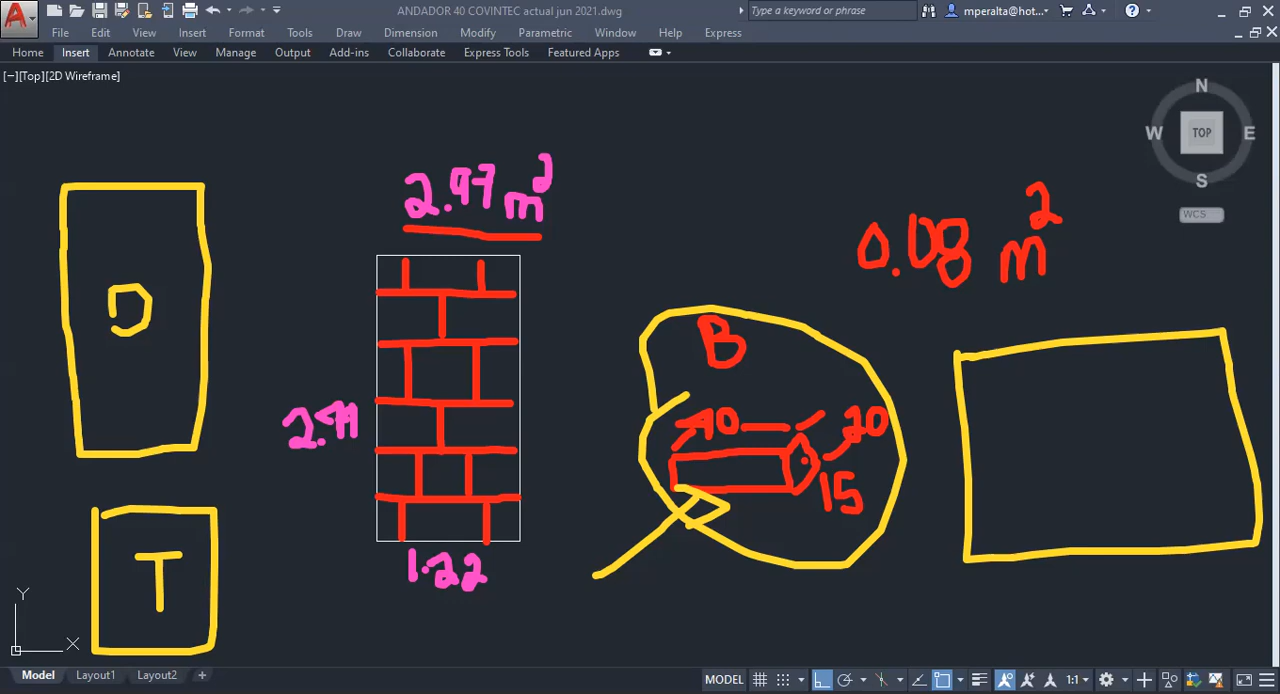 A ANDADOR 40 COVINTEC actual jun 2021.dwg Type a keyword or phrase mperalta@hot...
File Edit View Insert Format Tools Draw Dimension Modify Parametric Window Help Express
Home Insert Annotate Manage Output Add-ins Collaborate Express Tools Featured Apps
[−][Top][2D Wireframe]
N
W TOP E
S
WCS
2.97 m²
0.08 m²
D
B
40 20
15
1.22
T
Y
X
Model Layout1 Layout2 +
MODEL 1:1